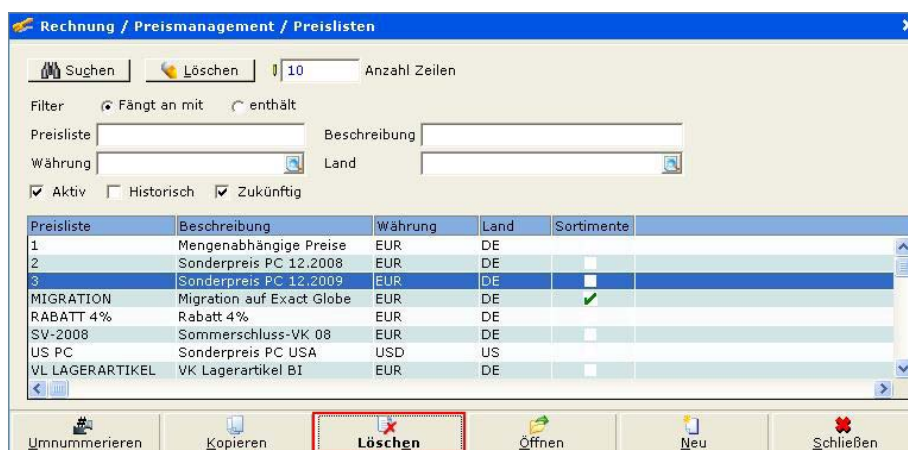 Rechnung / Preismanagement / Preislisten
Suchen Löschen 10 Anzahl Zeilen
Filter Fängt an mit enthält
Preisliste Beschreibung
Währung Land
Aktiv Historisch Zukünftig
Preisliste Beschreibung Währung Land Sortimente
1 Mengenabhängige Preise EUR DE
2 Sonderpreis PC 12.2008 EUR DE
3 Sonderpreis PC 12.2009 EUR DE
MIGRATION Migration auf Exact Globe EUR DE
RABATT 4% Rabatt 4% EUR DE
SV-2008 Sommerschluss-VK 08 EUR DE
US PC Sonderpreis PC USA USD US
VL LAGERARTIKEL VK Lagerartikel BI EUR DE
Umnummerieren Kopieren Löschen Öffnen Neu Schließen